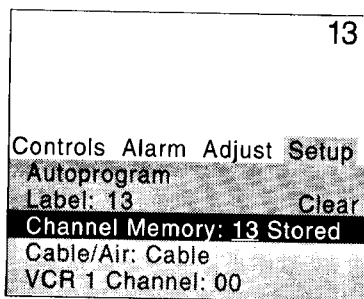 13
Controls Alarm Adjust Setup
Autoprogram
Label: 13 Clear
Channel Memory: 13 Stored
Cable/Air: Cable
VCR 1 Channel: 00